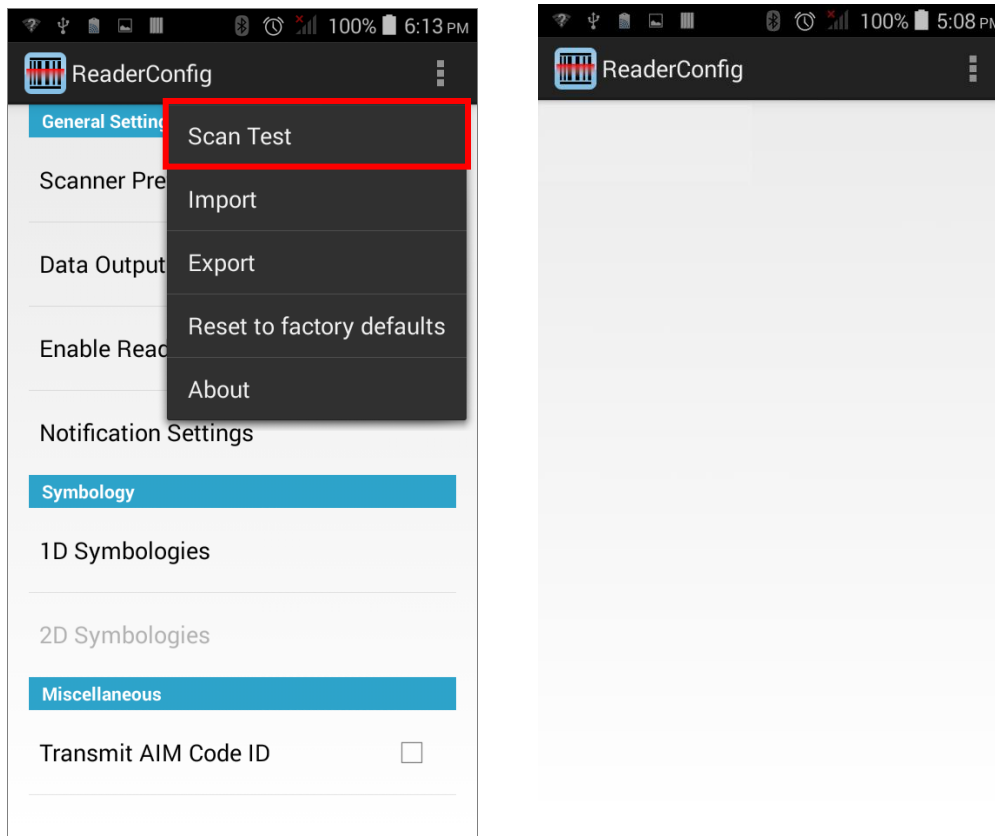 100% 6:13 PM
ReaderConfig
General Setting
Scan Test
Scanner Pre
Import
Data Output
Export
Enable Read
Reset to factory defaults
About
Notification Settings
Symbology
1D Symbologies
2D Symbologies
Miscellaneous
Transmit AIM Code ID
100% 5:08 PM
ReaderConfig